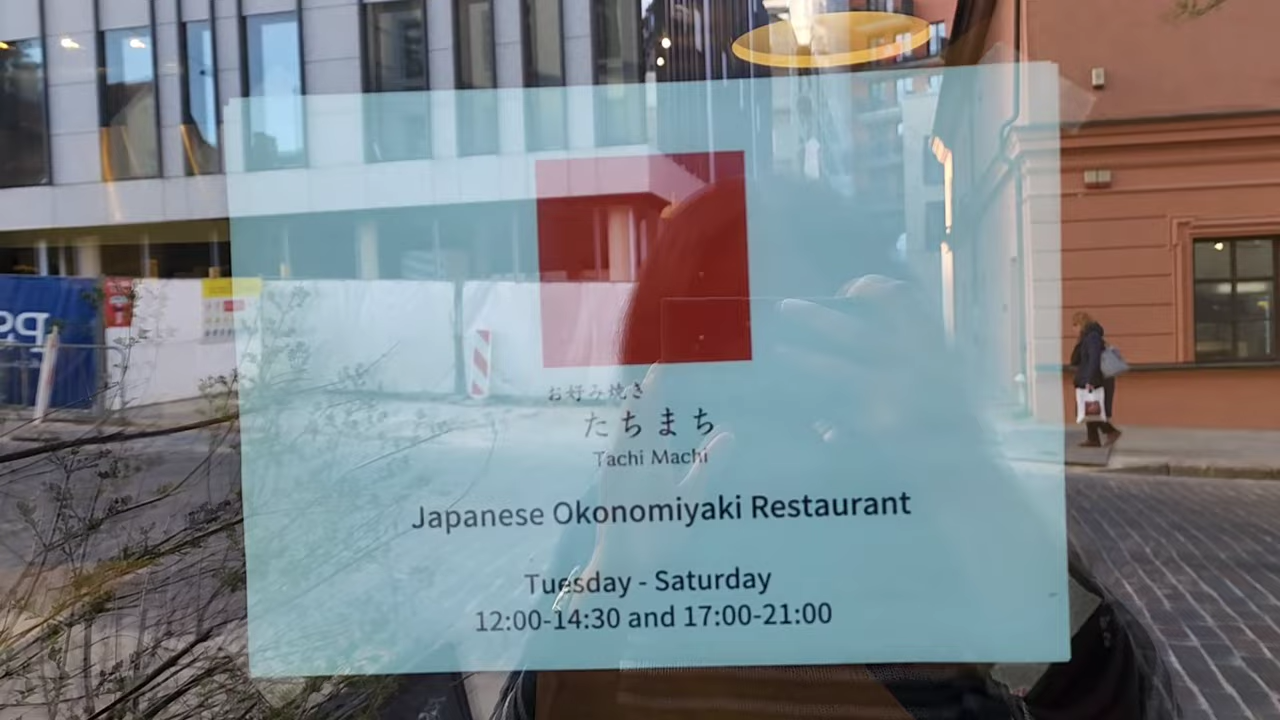 お好み焼き
たちまち
Tachi Machi
Japanese Okonomiyaki Restaurant
Tuesday - Saturday
12:00-14:30 and 17:00-21:00